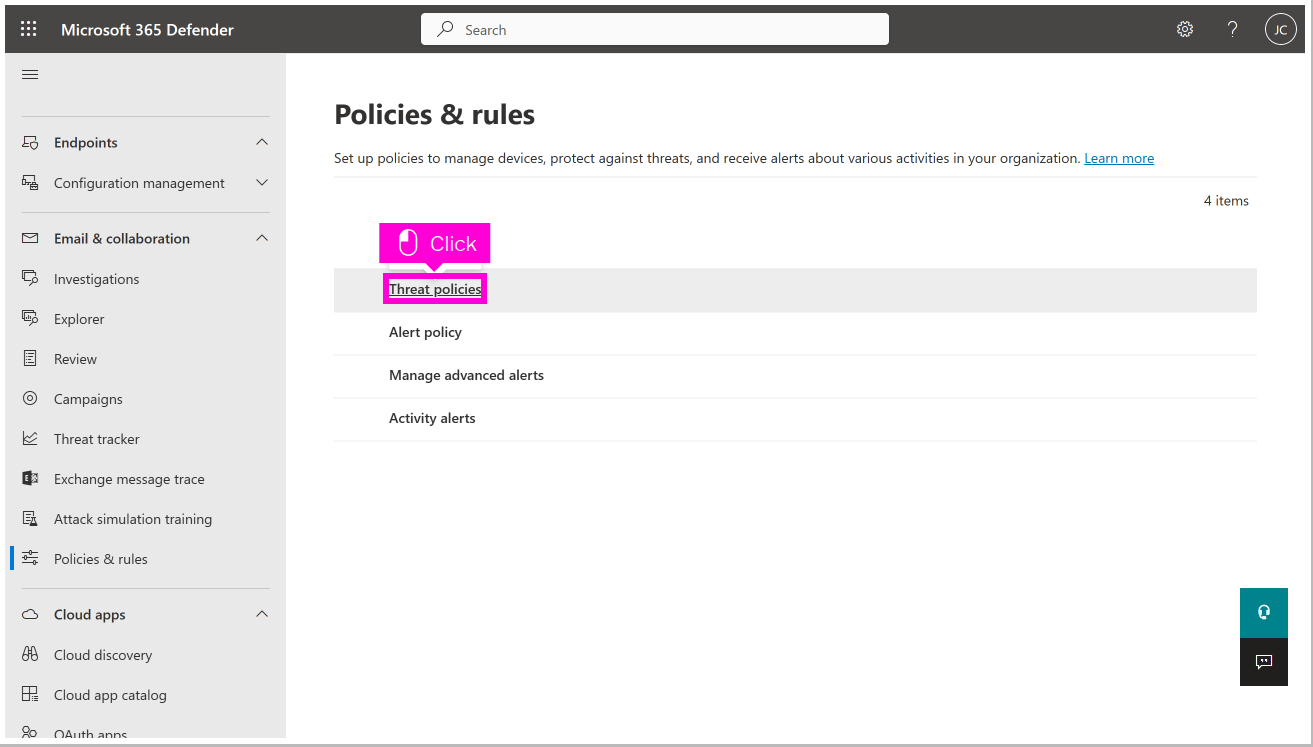 Microsoft 365 Defender
Search
JC
Endpoints
Configuration management
Email & collaboration
Investigations
Explorer
Review
Campaigns
Threat tracker
Exchange message trace
Attack simulation training
Policies & rules
Cloud apps
Cloud discovery
Cloud app catalog
OAuth apps
Policies & rules
Set up policies to manage devices, protect against threats, and receive alerts about various activities in your organization. Learn more
4 items
Click
Threat policies
Alert policy
Manage advanced alerts
Activity alerts